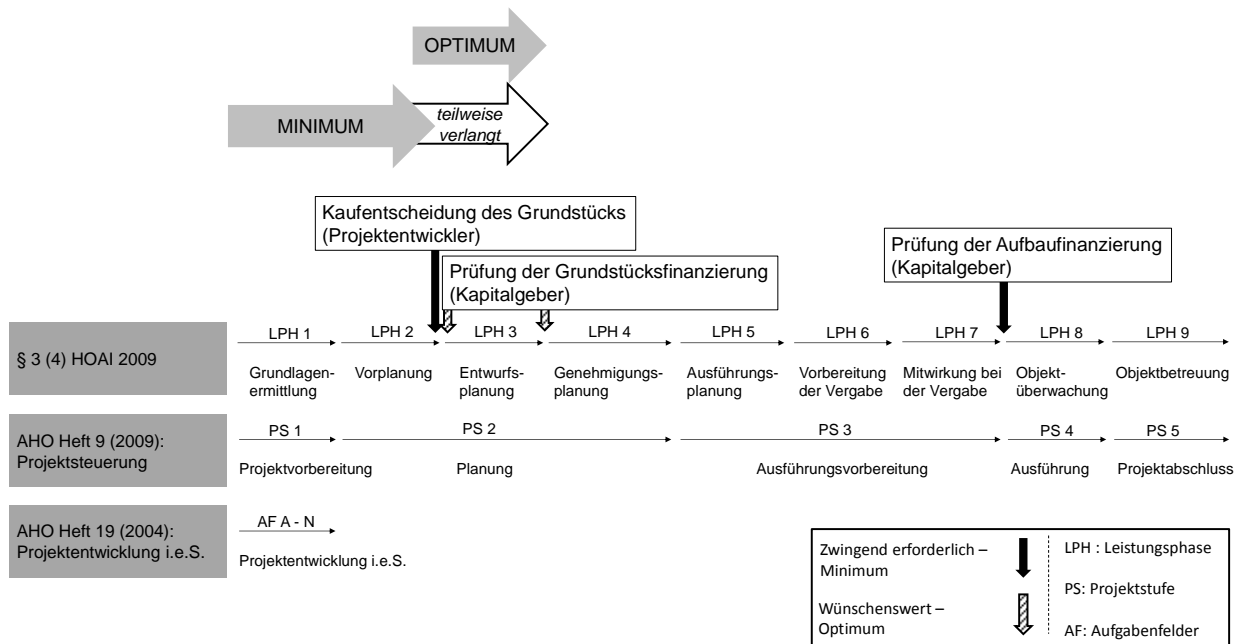 OPTIMUM
MINIMUM
teilweise
verlangt
Kaufentscheidung des Grundstücks
(Projektentwickler)
Prüfung der Grundstücksfinanzierung
(Kapitalgeber)
Prüfung der Aufbaufinanzierung
(Kapitalgeber)
§ 3 (4) HOAI 2009
LPH 1
LPH 2
LPH 3
LPH 4
LPH 5
LPH 6
LPH 7
LPH 8
LPH 9
Grundlagen-
ermittlung
Vorplanung
Entwurfs-
planung
Genehmigungs-
planung
Ausführungs-
planung
Vorbereitung
der Vergabe
Mitwirkung bei
der Vergabe
Objekt-
überwachung
Objektbetreuung
AHO Heft 9 (2009):
Projektsteuerung
PS 1
PS 2
PS 3
PS 4
PS 5
Projektvorbereitung
Planung
Ausführungsvorbereitung
Ausführung
Projektabschluss
AHO Heft 19 (2004):
Projektentwicklung i.e.S.
AF A - N
Projektentwicklung i.e.S.
Zwingend erforderlich –
Minimum
Wünschenswert –
Optimum
LPH : Leistungsphase
PS: Projektstufe
AF: Aufgabenfelder